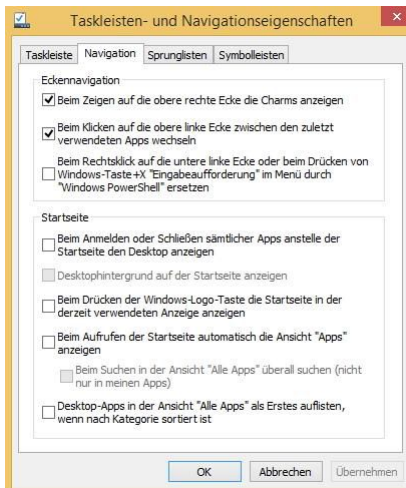 Taskleisten- und Navigationseigenschaften
Taskleiste Navigation Sprunglisten Symbolleisten
Eckennavigation
Beim Zeigen auf die obere rechte Ecke die Charms anzeigen
Beim Klicken auf die obere linke Ecke zwischen den zuletzt
verwendeten Apps wechseln
Beim Rechtsklick auf die untere linke Ecke oder beim Drücken von
Windows-Taste+X "Eingabeaufforderung" im Menü durch
"Windows PowerShell" ersetzen
Startseite
Beim Anmelden oder Schließen sämtlicher Apps anstelle der
Startseite den Desktop anzeigen
Desktophintergrund auf der Startseite anzeigen
Beim Drücken der Windows-Logo-Taste die Startseite in der
derzeit verwendeten Anzeige anzeigen
Beim Aufrufen der Startseite automatisch die Ansicht "Apps"
anzeigen
Beim Suchen in der Ansicht "Alle Apps" überall suchen (nicht
nur in meinen Apps)
Desktop-Apps in der Ansicht "Alle Apps" als Erstes auflisten,
wenn nach Kategorie sortiert ist
OK Abbrechen Übernehmen